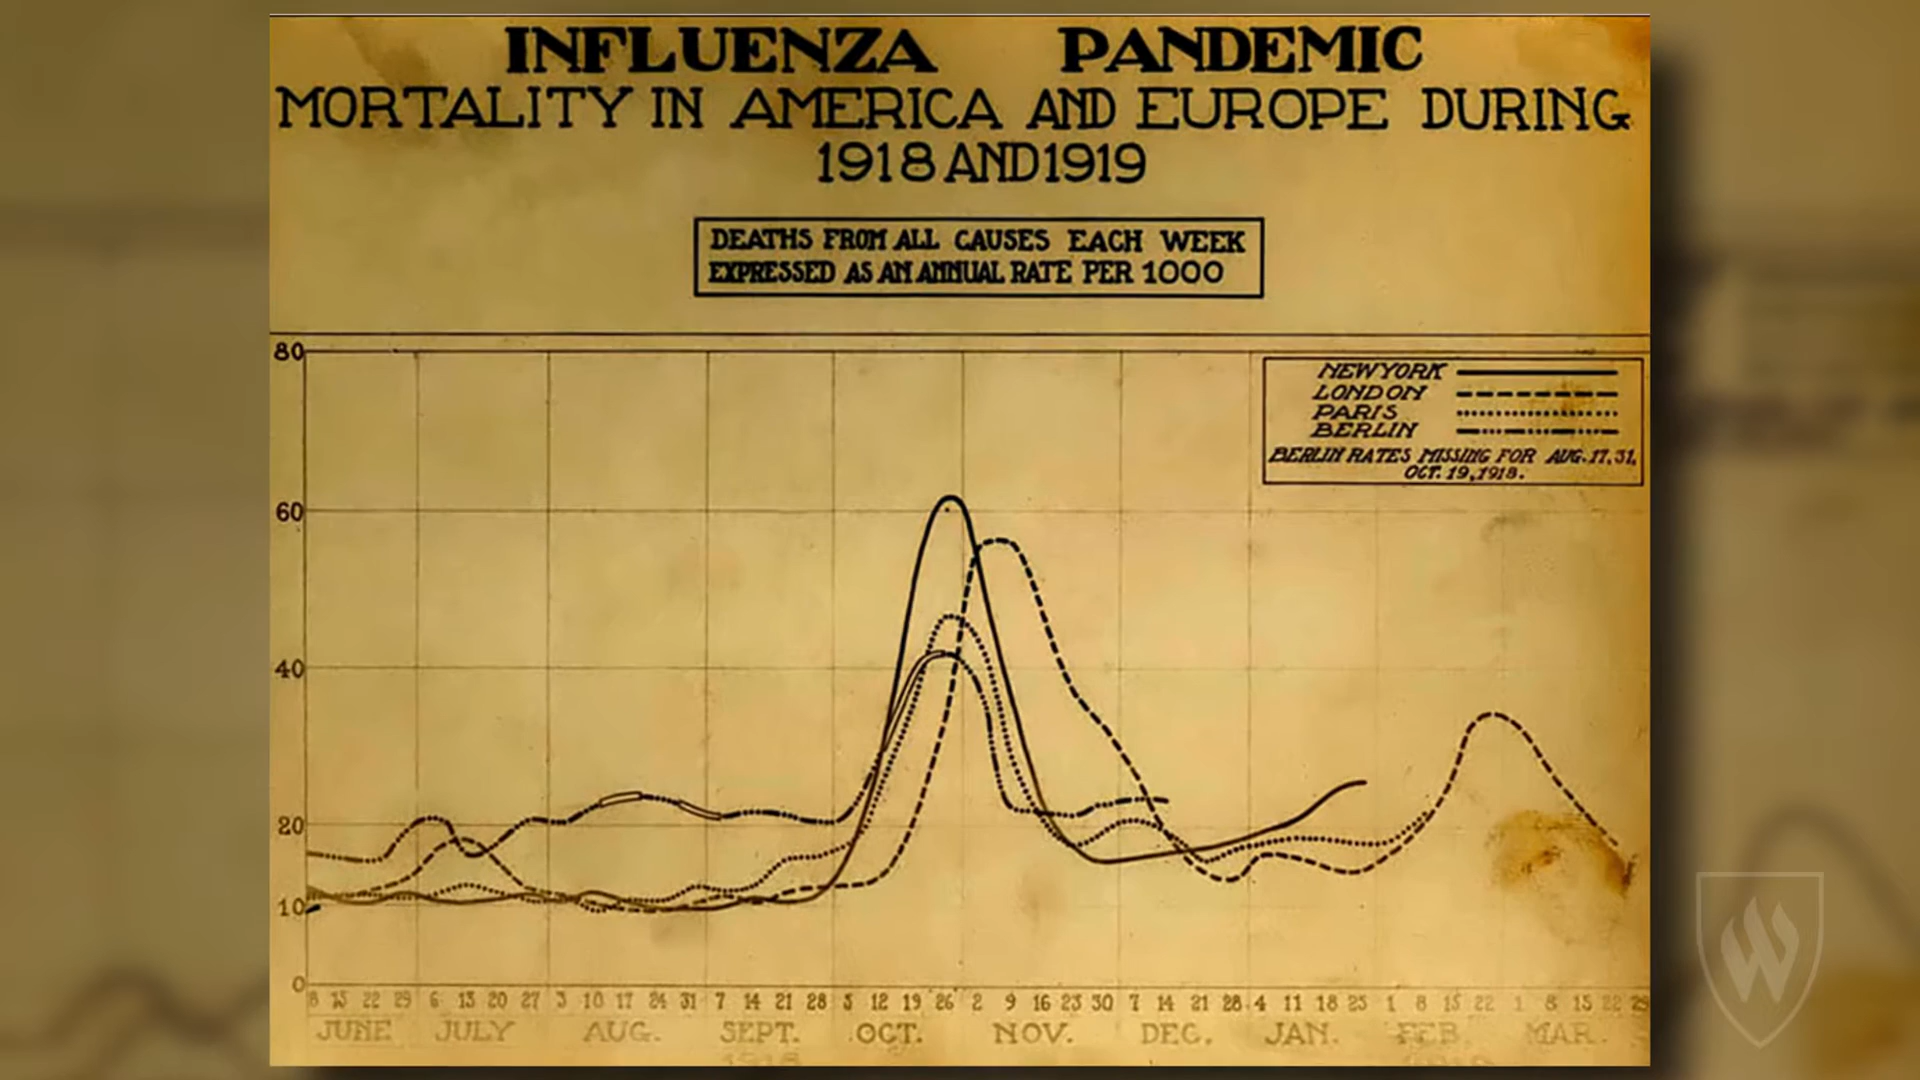 INFLUENZA PANDEMIC
MORTALITY IN AMERICA AND EUROPE DURING
1918 AND 1919
DEATHS FROM ALL CAUSES EACH WEEK
EXPRESSED AS AN ANNUAL RATE PER 1000
80
NEW YORK
LONDON
PARIS
BERLIN
BERLIN RATES MISSING FOR AUG. 17, 31,
OCT. 19, 1918.
60
40
20
10
0
8 15 22 29 6 13 20 27 3 10 17 24 31 7 14 21 28 5 12 19 26 2 9 16 23 30 7 14 21 28 4 11 18 25 1 8 15 22 1 8 15 22 29
JUNE JULY AUG. SEPT. OCT. NOV. DEC. JAN. FEB. MAR.
1918
W